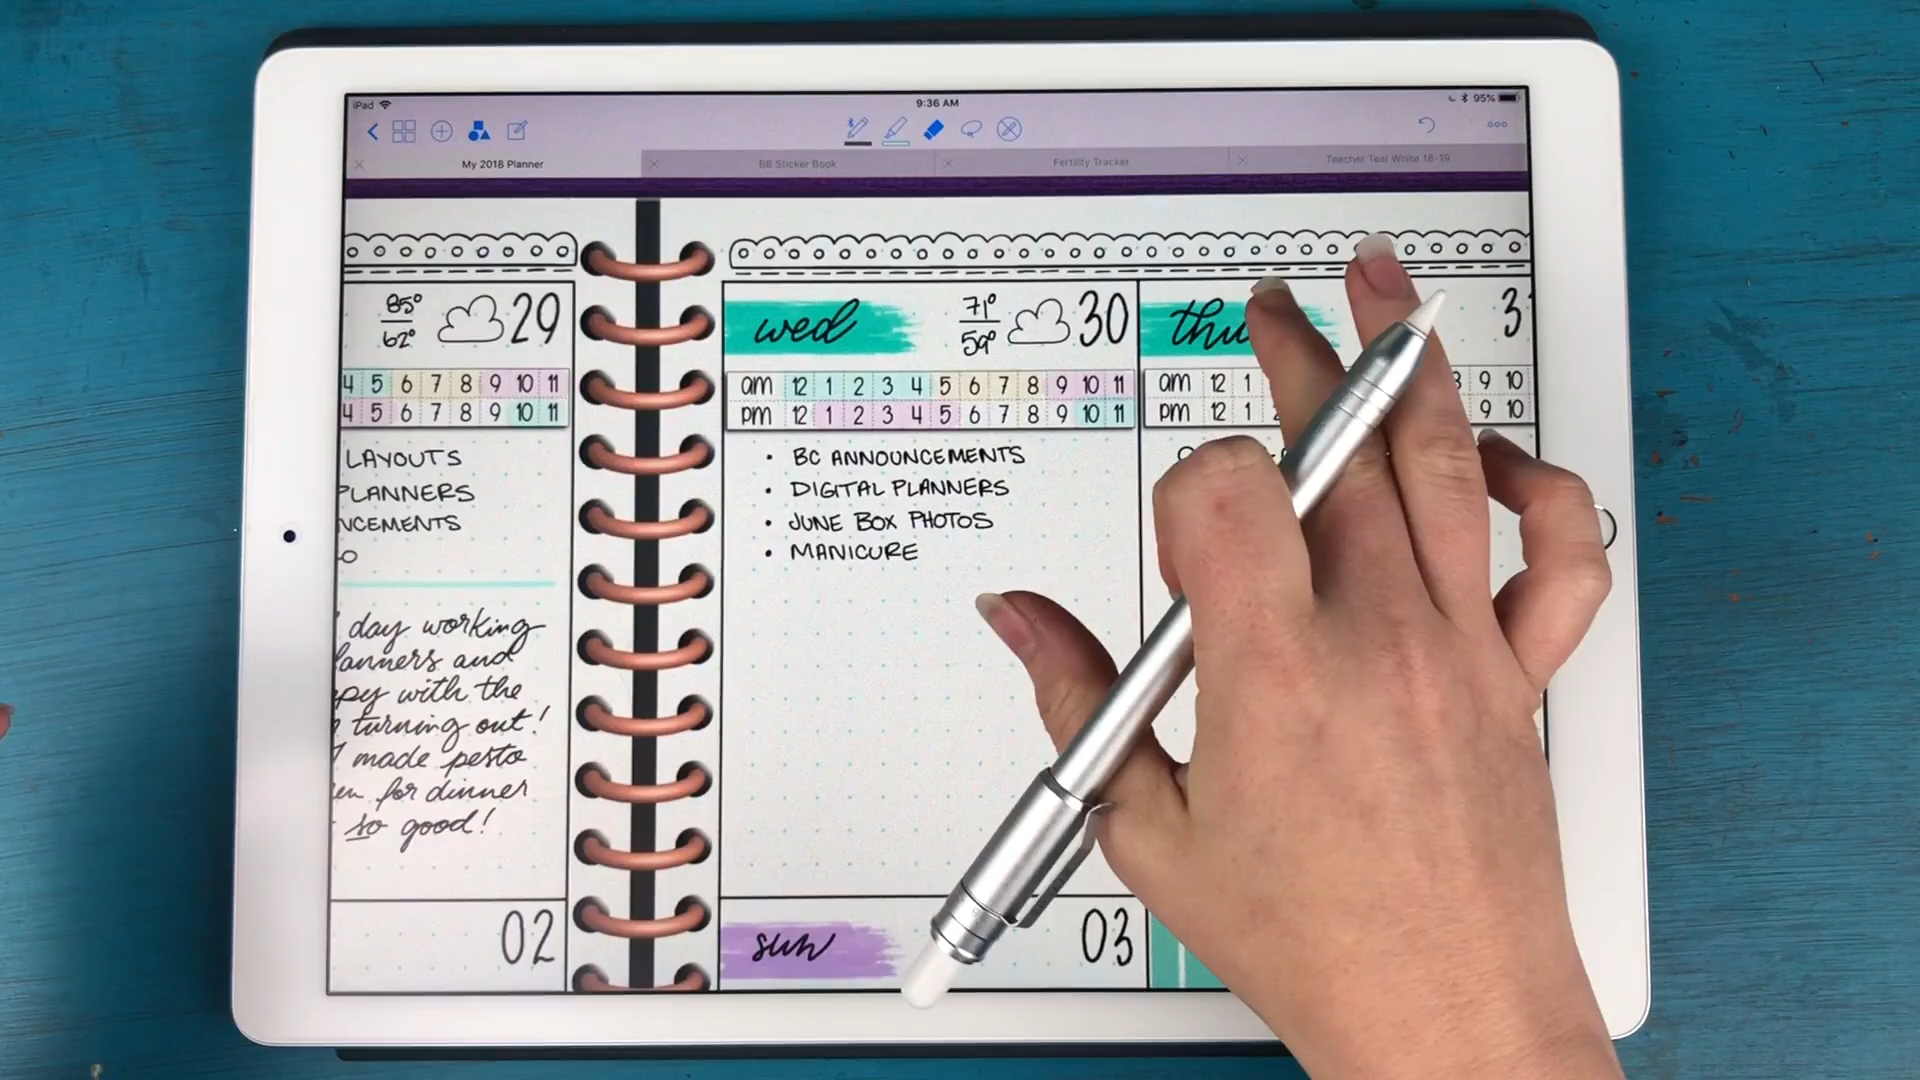 iPad
9:36 AM
95%
My 2018 Planner
BB Sticker Book
Fertility Tracker
Teacher Teal White 18-19
85°
62°
29
4 5 6 7 8 9 10 11
4 5 6 7 8 9 10 11
LAYOUTS
PLANNERS
day working
and
with the
turning out!
I made pesto
for dinner
so good!
02
wed
71°
59°
30
am 12 1 2 3 4 5 6 7 8 9 10 11
pm 12 1 2 3 4 5 6 7 8 9 10 11
• BC ANNOUNCEMENTS
• DIGITAL PLANNERS
• JUNE BOX PHOTOS
• MANICURE
sun
03
thu
am 12 1 9 10
pm 12 1 9 10